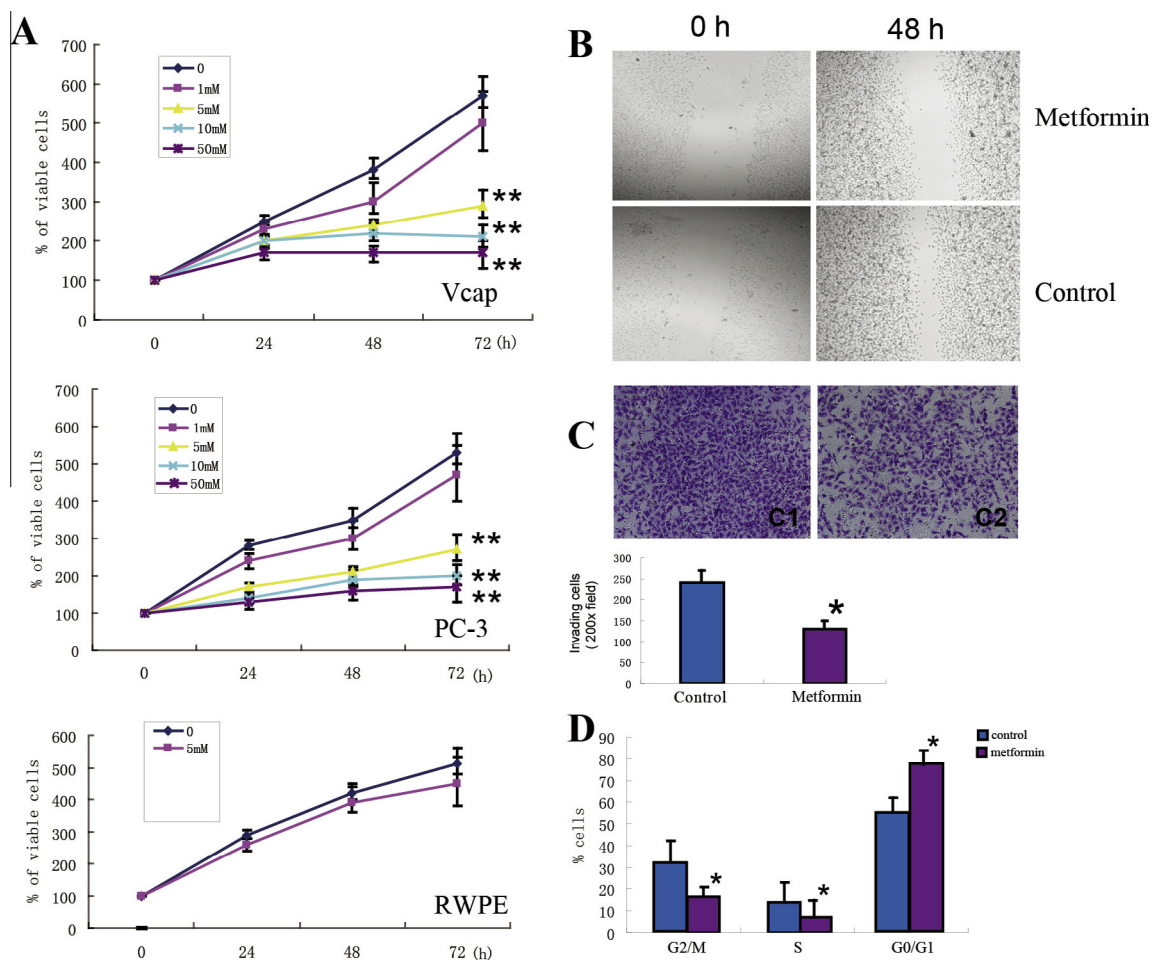 A
700
600
500
400
300
200
100
0
% of viable cells
0
1mM
5mM
10mM
50mM
**
**
**
Vcap
0 24 48 72 (h)
700
600
500
400
300
200
100
0
% of viable cells
0
1mM
5mM
10mM
50mM
**
**
**
PC-3
0 24 48 72 (h)
600
500
400
300
200
100
0
% of viable cells
0
5mM
RWPE
0 24 48 72 (h)
B
0 h 48 h
Metformin
Control
C
C1 C2
300
250
200
150
100
50
0
Invading cells
( 200x field)
*
Control Metformin
D
90
80
70
60
50
40
30
20
10
0
% cells
control
metformin
* * *
G2/M S G0/G1